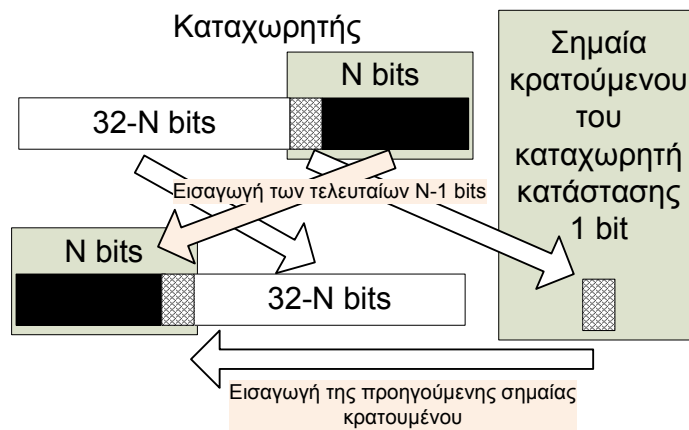 Καταχωρητής
N bits
32-N bits
Σημαία
κρατούμενου
του
καταχωρητή
κατάστασης
1 bit
Εισαγωγή των τελευταίων N-1 bits
N bits
32-N bits
Εισαγωγή της προηγούμενης σημαίας
κρατουμένου